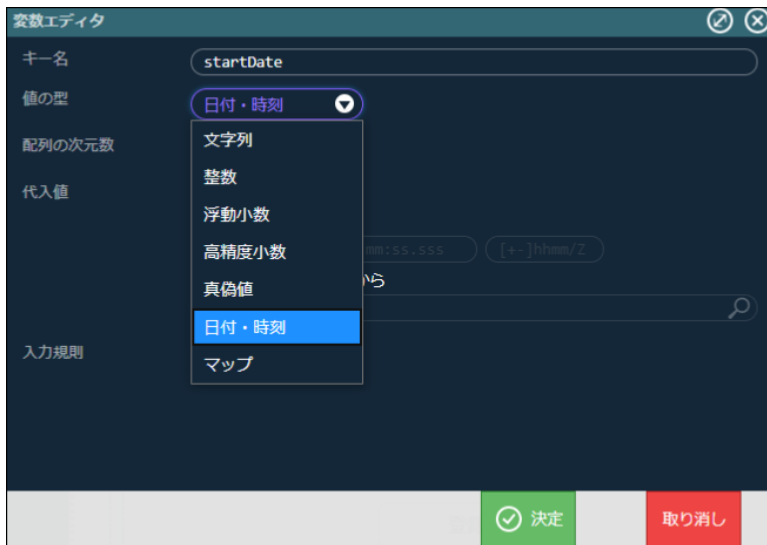 変数エディタ
キー名
startDate
値の型
日付・時刻
配列の次元数
文字列
整数
代入値
浮動小数
高精度小数
mm:ss.sss
[+-]hhmm/Z
真偽値
から
日付・時刻
入力規則
マップ
決定
取り消し